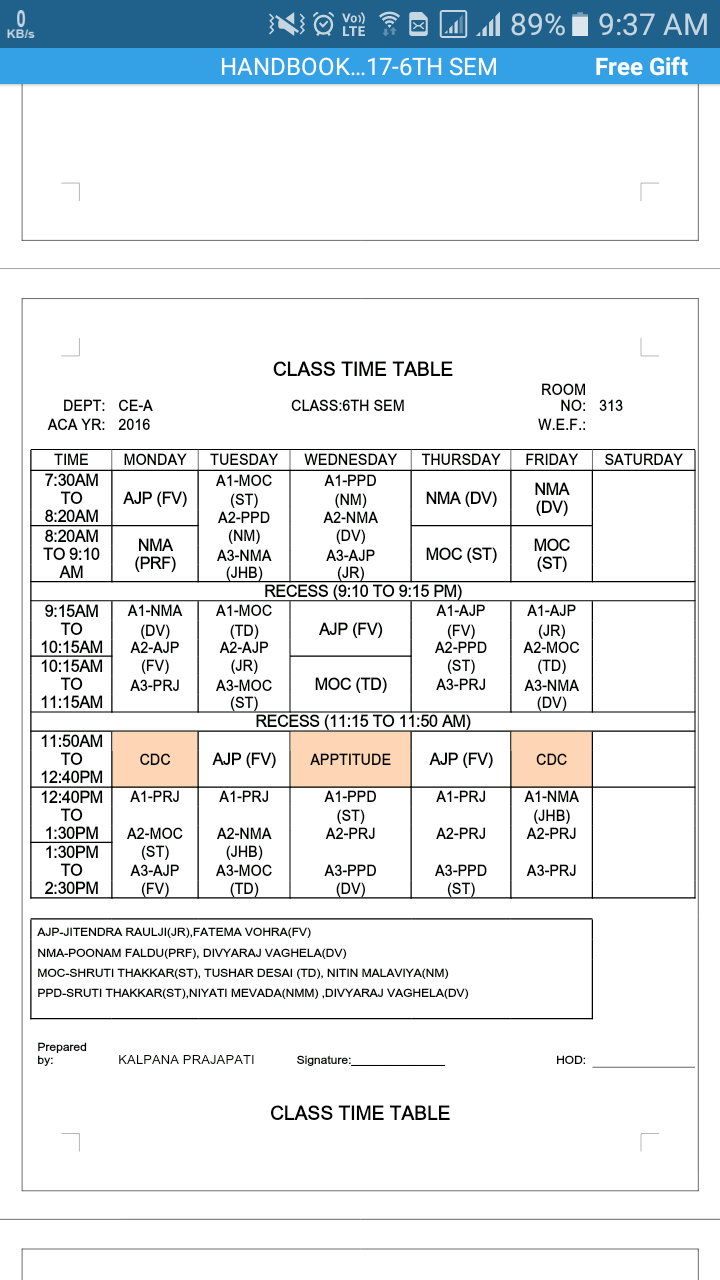 0
KB/s
Vo))
LTE
89%
9:37 AM
HANDBOOK...17-6TH SEM
Free Gift
CLASS TIME TABLE
ROOM
DEPT: CE-A CLASS:6TH SEM NO: 313
ACA YR: 2016 W.E.F.:
TIME MONDAY TUESDAY WEDNESDAY THURSDAY FRIDAY SATURDAY
7:30AM
TO
8:20AM
AJP (FV)
A1-MOC
(ST)
A2-PPD
(NM)
A3-NMA
(JHB)
A1-PPD
(NM)
A2-NMA
(DV)
A3-AJP
(JR)
NMA (DV)
NMA
(DV)
8:20AM
TO 9:10
AM
NMA
(PRF)
MOC (ST)
MOC
(ST)
RECESS (9:10 TO 9:15 PM)
9:15AM
TO
10:15AM
A1-NMA
(DV)
A2-AJP
(FV)
A3-PRJ
A1-MOC
(TD)
A2-AJP
(JR)
A3-MOC
(ST)
AJP (FV)
A1-AJP
(FV)
A2-PPD
(ST)
A3-PRJ
A1-AJP
(JR)
A2-MOC
(TD)
A3-NMA
(DV)
10:15AM
TO
11:15AM
MOC (TD)
RECESS (11:15 TO 11:50 AM)
11:50AM
TO
12:40PM
CDC
AJP (FV)
APPTITUDE
AJP (FV)
CDC
12:40PM
TO
1:30PM
A1-PRJ
A2-MOC
(ST)
A3-AJP
(FV)
A1-PRJ
A2-NMA
(JHB)
A3-MOC
(TD)
A1-PPD
(ST)
A2-PRJ
A3-PPD
(DV)
A1-PRJ
A2-PRJ
A3-PPD
(ST)
A1-NMA
(JHB)
A2-PRJ
A3-PRJ
1:30PM
TO
2:30PM
AJP-JITENDRA RAULJI(JR),FATEMA VOHRA(FV)
NMA-POONAM FALDU(PRF), DIVYARAJ VAGHELA(DV)
MOC-SHRUTI THAKKAR(ST), TUSHAR DESAI (TD), NITIN MALAVIYA(NM)
PPD-SRUTI THAKKAR(ST),NIYATI MEVADA(NMM) ,DIVYARAJ VAGHELA(DV)
Prepared
by: KALPANA PRAJAPATI Signature: HOD:
CLASS TIME TABLE